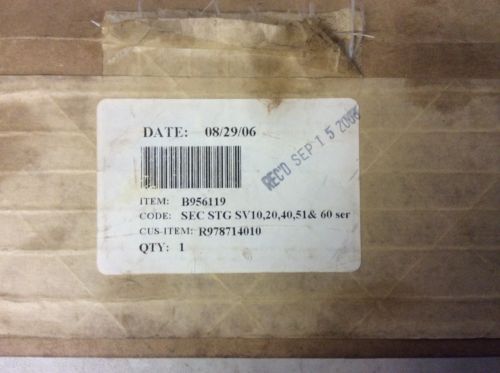 DATE: 08/29/06
REC'D SEP 15 2006
ITEM: B956119
CODE: SEC STG SV10,20,40,51& 60 ser
CUS-ITEM: R978714010
QTY: 1